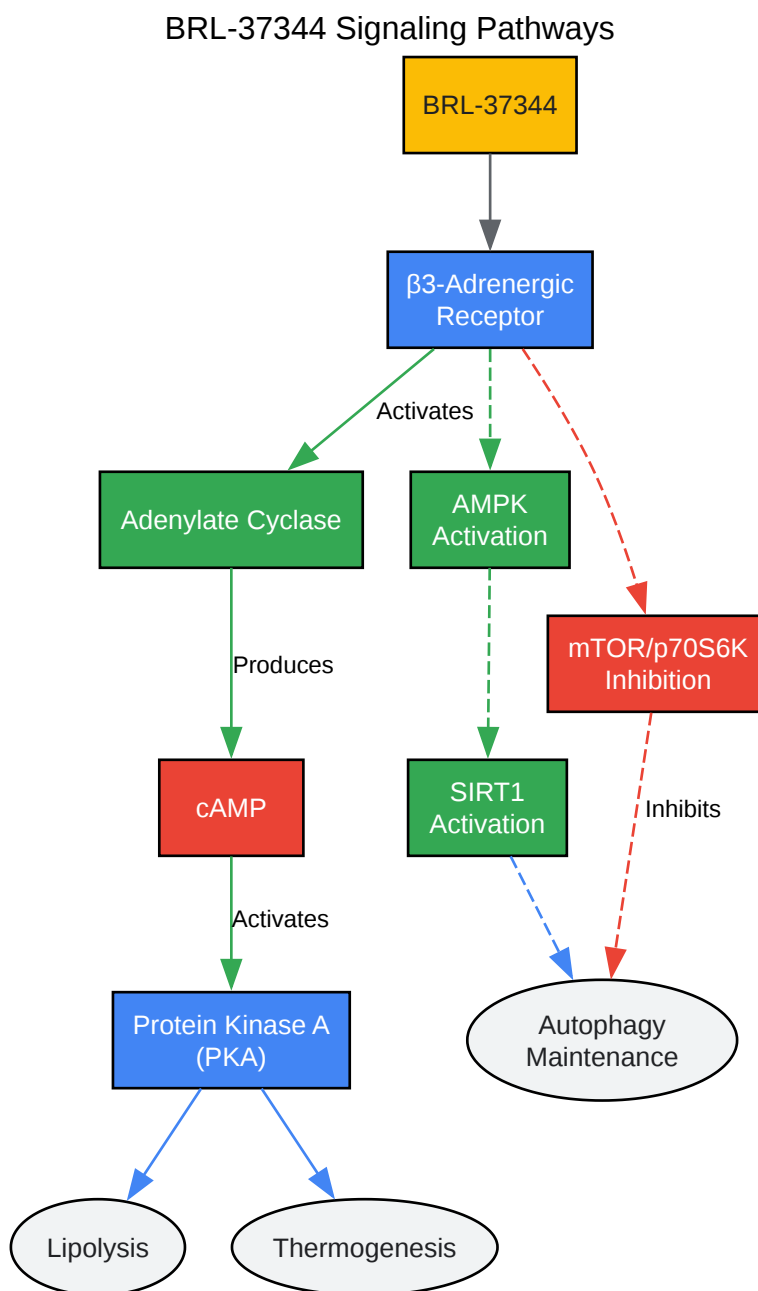 BRL-37344 Signaling Pathways
BRL-37344
β3-Adrenergic
Receptor
Activates
Adenylate Cyclase
AMPK
Activation
Produces
mTOR/p70S6K
Inhibition
cAMP
SIRT1
Activation
Inhibits
Activates
Protein Kinase A
(PKA)
Autophagy
Maintenance
Lipolysis
Thermogenesis